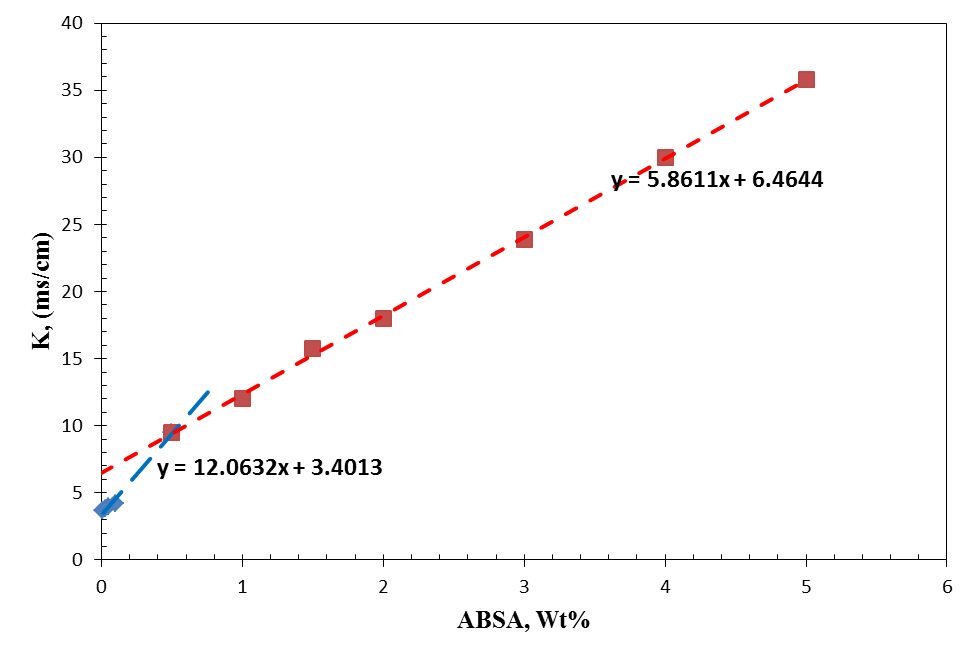 40
35
30
25
20
15
10
5
0
K, (ms/cm)
y = 5.8611x + 6.4644
y = 12.0632x + 3.4013
0 1 2 3 4 5 6
ABSA, Wt%